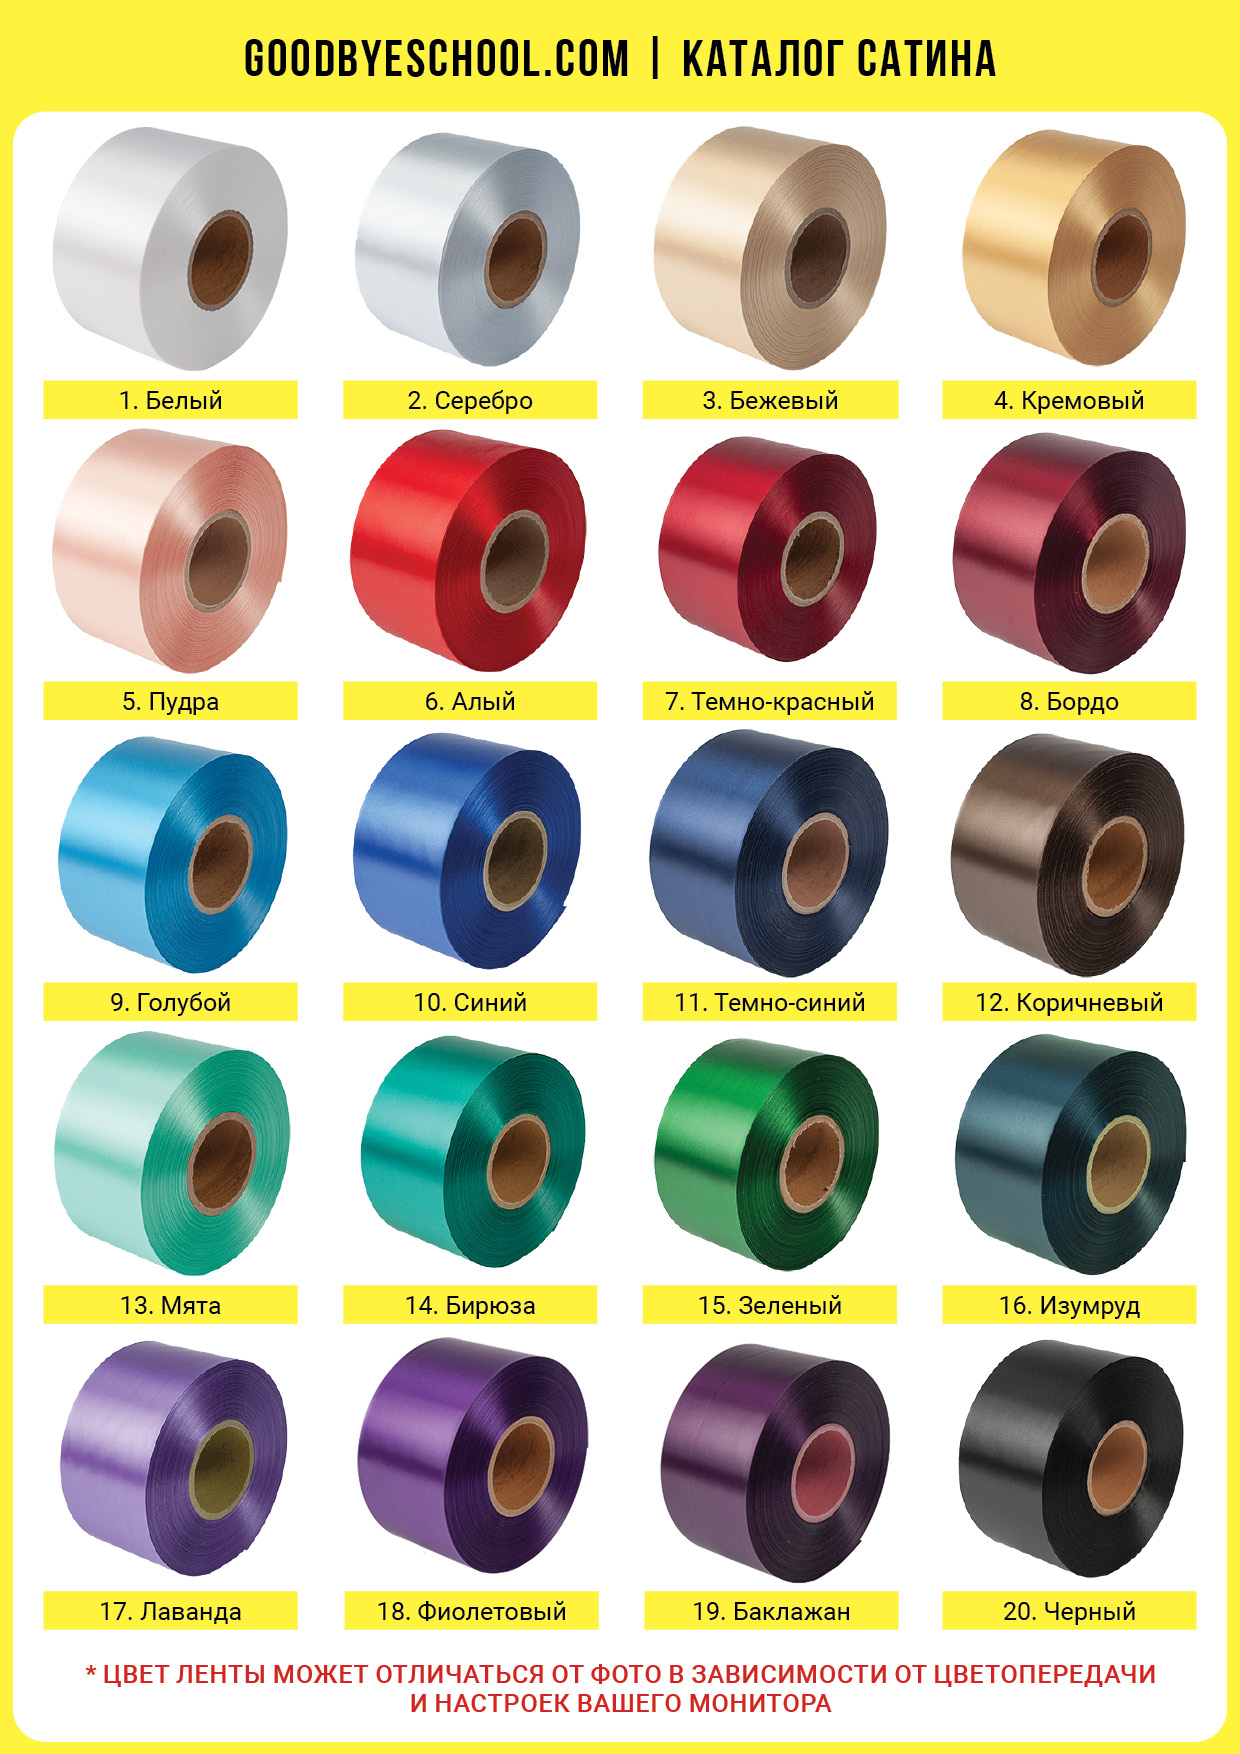 GOODBYESCHOOL.COM | КАТАЛОГ САТИНА
1. Белый
2. Серебро
3. Бежевый
4. Кремовый
5. Пудра
6. Алый
7. Темно-красный
8. Бордо
9. Голубой
10. Синий
11. Темно-синий
12. Коричневый
13. Мята
14. Бирюза
15. Зеленый
16. Изумруд
17. Лаванда
18. Фиолетовый
19. Баклажан
20. Черный
* ЦВЕТ ЛЕНТЫ МОЖЕТ ОТЛИЧАТЬСЯ ОТ ФОТО В ЗАВИСИМОСТИ ОТ ЦВЕТОПЕРЕДАЧИ
И НАСТРОЕК ВАШЕГО МОНИТОРА